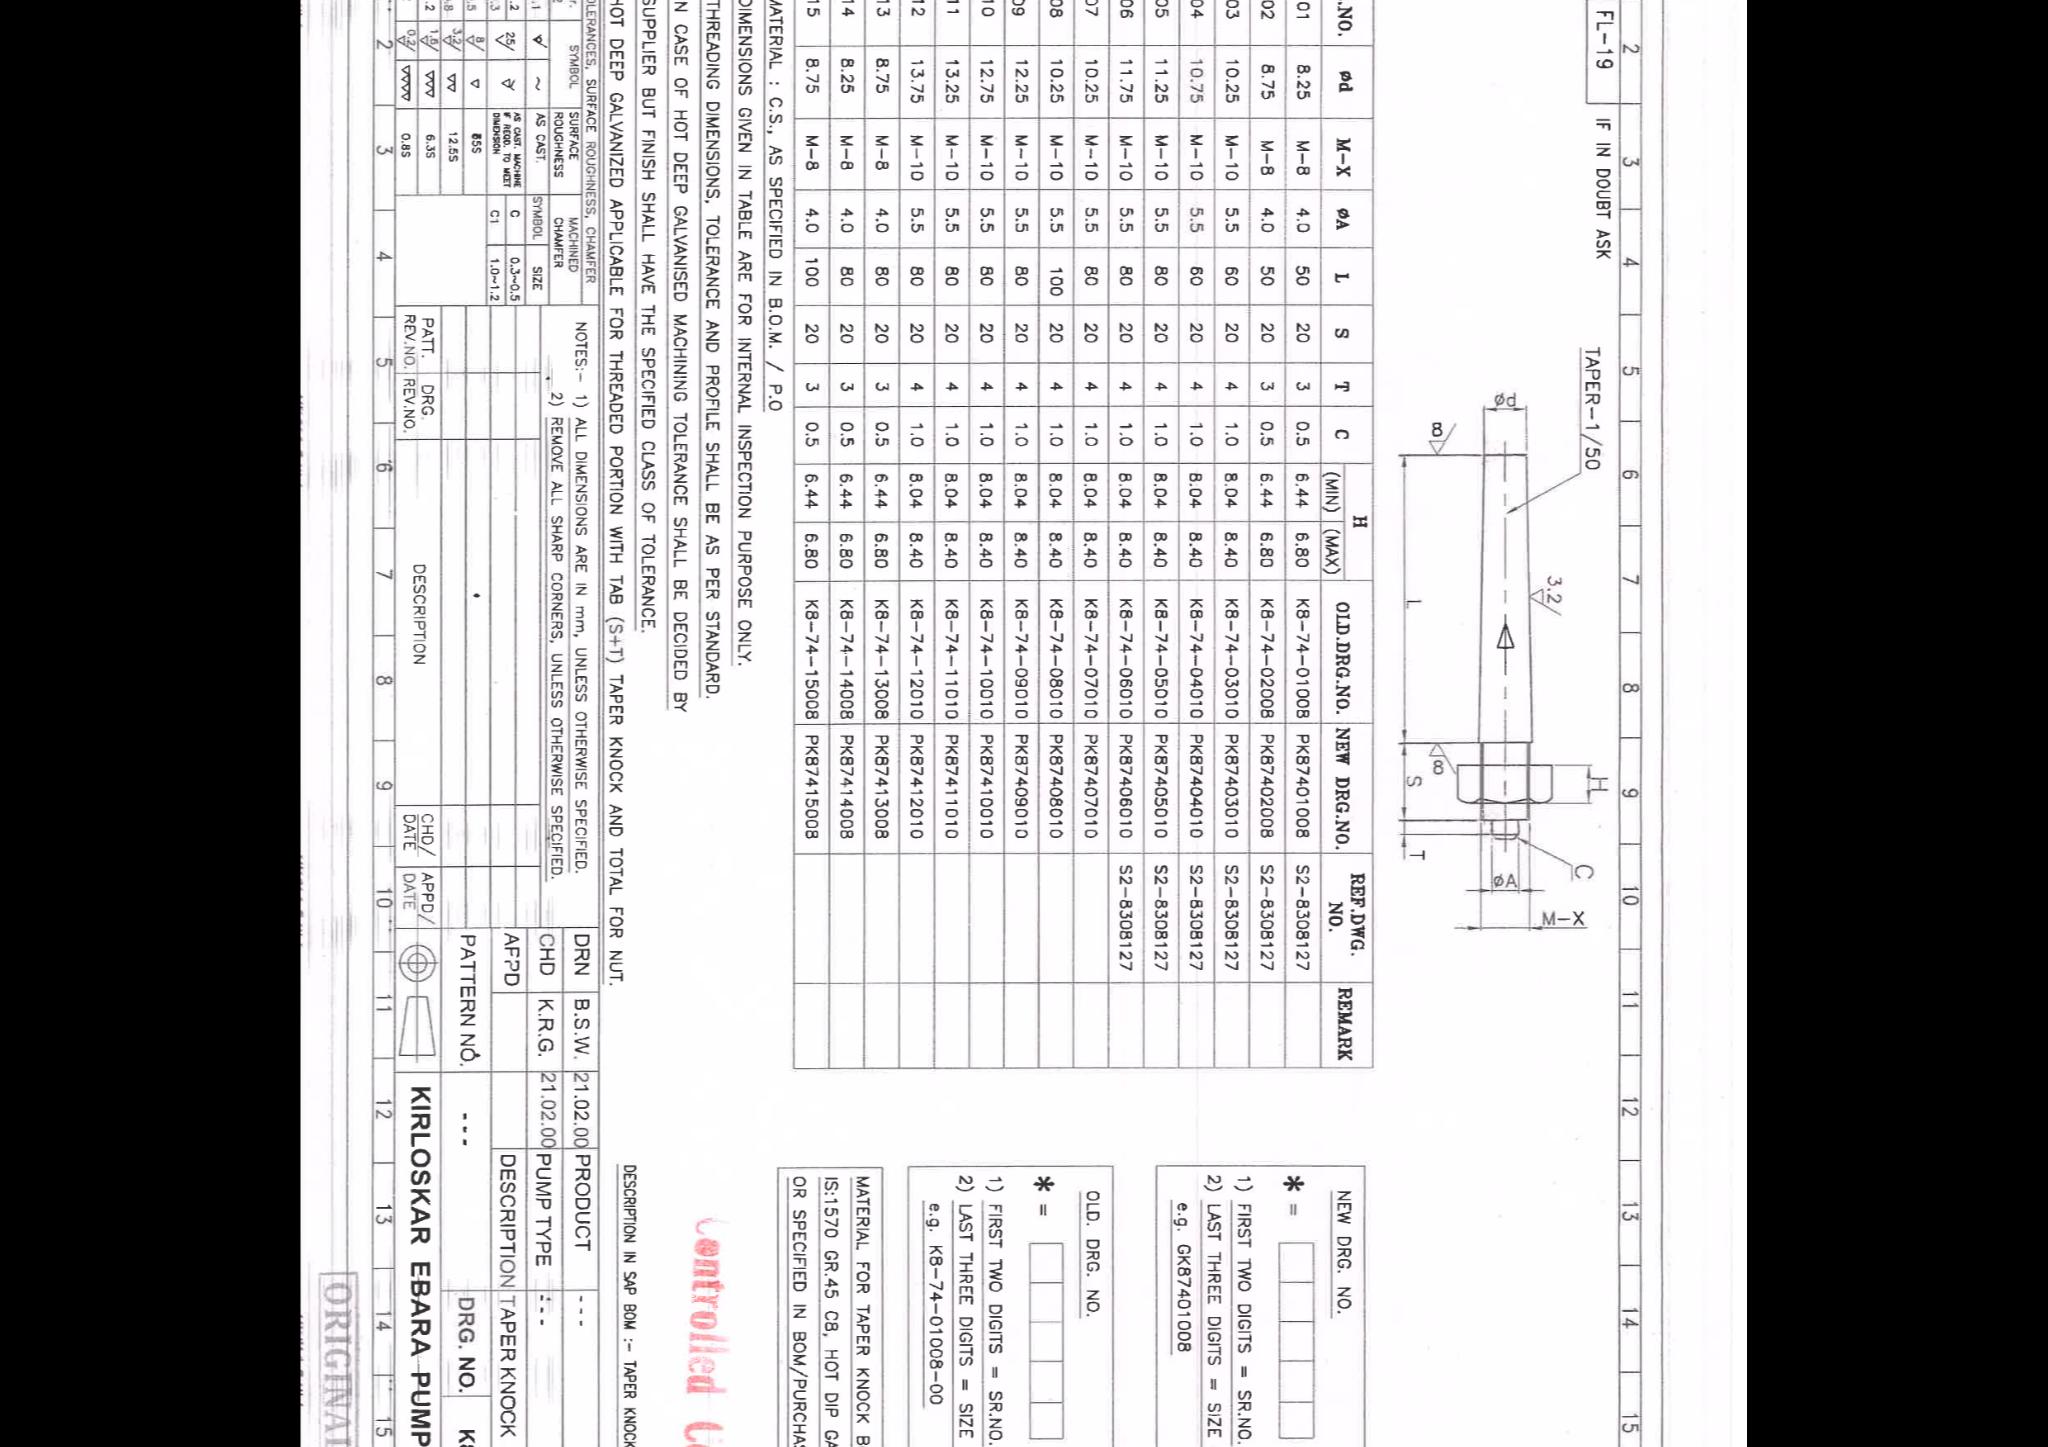 2 3 4 5 6 7 8 9 10 11 12 13 14 15
FL-19 IF IN DOUBT ASK
TAPER-1/50
ød
8
3.2
L
8
S
H
T
C
øA
M-X
.NO. ød M-X øA L S T C H OLD.DRG.NO. NEW DRG.NO. REF.DWG. NO. REMARK
(MIN) (MAX)
01 8.25 M-8 4.0 50 20 3 0.5 6.44 6.80 K8-74-01008 PK87401008 S2-8308127
02 8.75 M-8 4.0 50 20 3 0.5 6.44 6.80 K8-74-02008 PK87402008 S2-8308127
03 10.25 M-10 5.5 60 20 4 1.0 8.04 8.40 K8-74-03010 PK87403010 S2-8308127
04 10.75 M-10 5.5 60 20 4 1.0 8.04 8.40 K8-74-04010 PK87404010 S2-8308127
05 11.25 M-10 5.5 80 20 4 1.0 8.04 8.40 K8-74-05010 PK87405010 S2-8308127
06 11.75 M-10 5.5 80 20 4 1.0 8.04 8.40 K8-74-06010 PK87406010 S2-8308127
07 10.25 M-10 5.5 80 20 4 1.0 8.04 8.40 K8-74-07010 PK87407010
08 10.25 M-10 5.5 100 20 4 1.0 8.04 8.40 K8-74-08010 PK87408010
09 12.25 M-10 5.5 80 20 4 1.0 8.04 8.40 K8-74-09010 PK87409010
10 12.75 M-10 5.5 80 20 4 1.0 8.04 8.40 K8-74-10010 PK87410010
11 13.25 M-10 5.5 80 20 4 1.0 8.04 8.40 K8-74-11010 PK87411010
12 13.75 M-10 5.5 80 20 4 1.0 8.04 8.40 K8-74-12010 PK87412010
13 8.75 M-8 4.0 80 20 3 0.5 6.44 6.80 K8-74-13008 PK87413008
14 8.25 M-8 4.0 80 20 3 0.5 6.44 6.80 K8-74-14008 PK87414008
15 8.75 M-8 4.0 100 20 3 0.5 6.44 6.80 K8-74-15008 PK87415008
NEW DRG. NO.
* =
1) FIRST TWO DIGITS = SR.NO.
2) LAST THREE DIGITS = SIZE
e.g. GK87401008
OLD. DRG. NO.
* =
1) FIRST TWO DIGITS = SR.NO.
2) LAST THREE DIGITS = SIZE
e.g. K8-74-01008-00
MATERIAL FOR TAPER KNOCK B
IS:1570 GR.45 C8, HOT DIP GA
OR SPECIFIED IN BOM/PURCHAS
MATERIAL : C.S., AS SPECIFIED IN B.O.M. / P.O
DIMENSIONS GIVEN IN TABLE ARE FOR INTERNAL INSPECTION PURPOSE ONLY.
THREADING DIMENSIONS, TOLERANCE AND PROFILE SHALL BE AS PER STANDARD.
N CASE OF HOT DEEP GALVANISED MACHINING TOLERANCE SHALL BE DECIDED BY
SUPPLIER BUT FINISH SHALL HAVE THE SPECIFIED CLASS OF TOLERANCE.
HOT DEEP GALVANIZED APPLICABLE FOR THREADED PORTION WITH TAB (S+T) TAPER KNOCK AND TOTAL FOR NUT.
Controlled
DESCRIPTION IN SAP BOM :- TAPER KNOCK
OLERANCES, SURFACE ROUGHNESS, CHAMFER
SYMBOL SURFACE ROUGHNESS MACHINED CHAMFER
AS CAST. SYMBOL SIZE
25 AS CAST. MACHINE IF REQD. TO MEET DIMENSION C 0.3~0.5
C1 1.0~1.2
.5 8
3.2 12.5S
.2 1.6 6.3S
0.2 0.8S
NOTES:- 1) ALL DIMENSIONS ARE IN mm, UNLESS OTHERWISE SPECIFIED.
2) REMOVE ALL SHARP CORNERS, UNLESS OTHERWISE SPECIFIED.
PATT. REV.NO. DRG. REV.NO. DESCRIPTION CHD/ DATE APPD/ DATE
DRN B.S.W. 21.02.00 PRODUCT ---
CHD K.R.G. 21.02.00 PUMP TYPE ---
APPD DESCRIPTION TAPER KNOCK
PATTERN NO. --- DRG. NO.
KIRLOSKAR EBARA PUMP
2 3 4 5 6 7 8 9 10 11 12 13 14 15
ORIGINAL